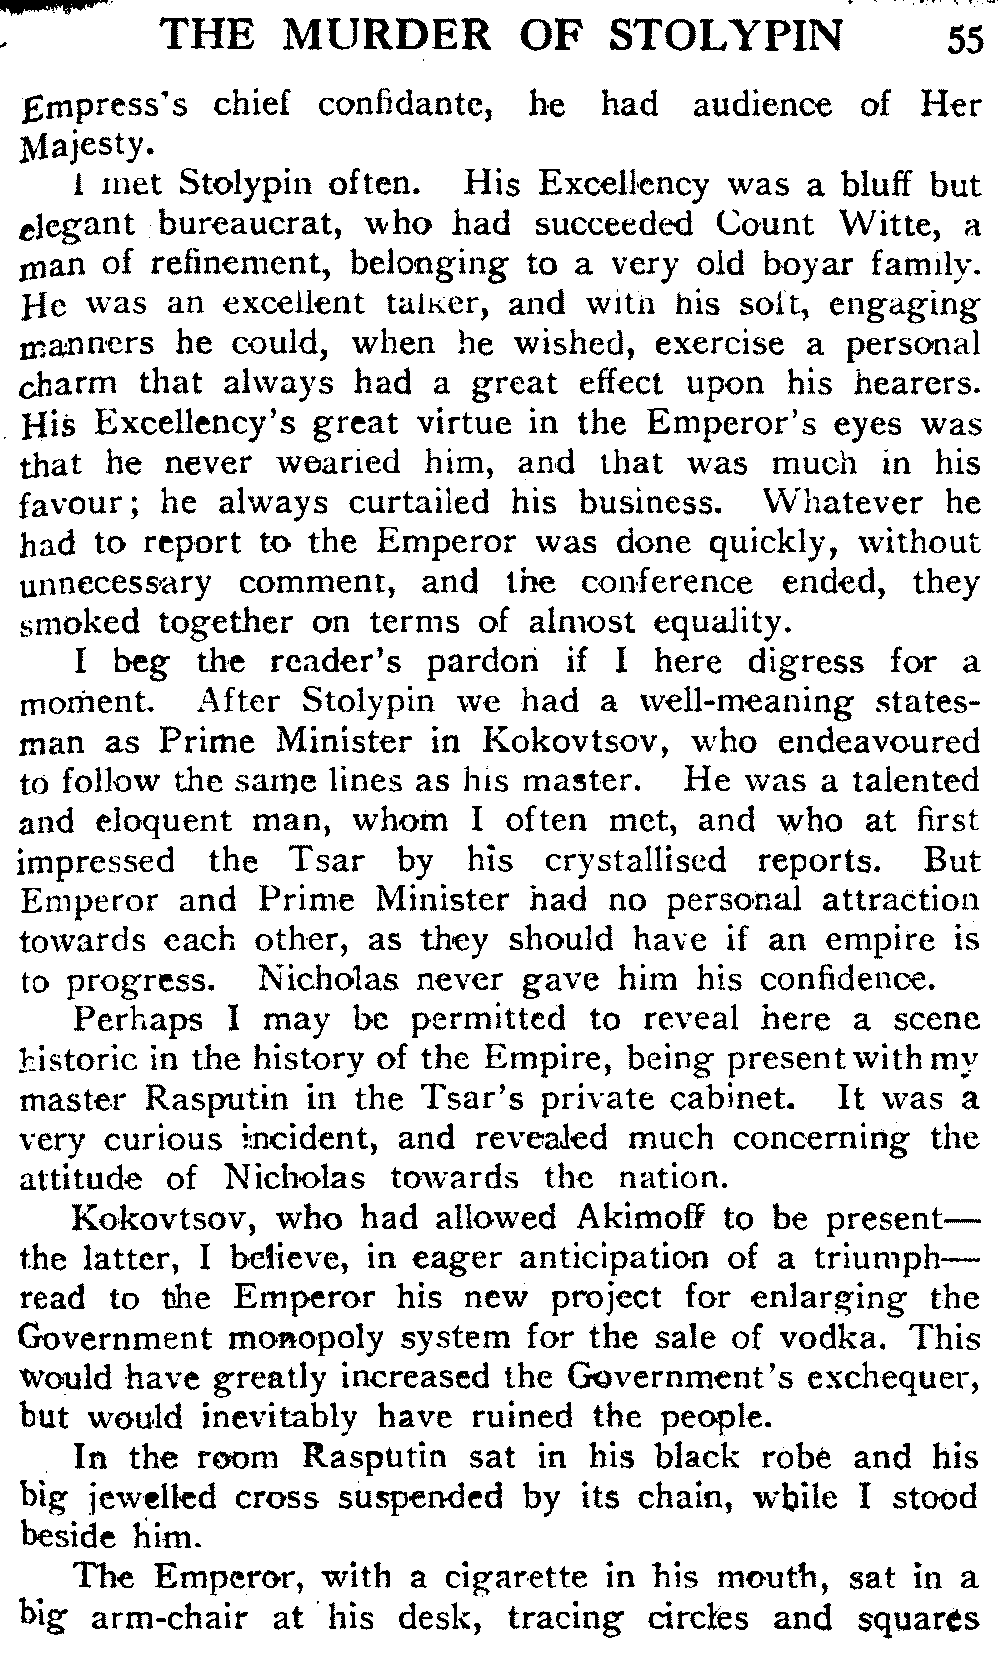 THE MURDER OF STOLYPIN 55
Empress's chief confidante, he had audience of Her
Majesty.
I met Stolypin often. His Excellency was a bluff but
elegant bureaucrat, who had succeeded Count Witte, a
man of refinement, belonging to a very old boyar family.
He was an excellent talker, and with his soft, engaging
manners he could, when he wished, exercise a personal
charm that always had a great effect upon his hearers.
His Excellency's great virtue in the Emperor's eyes was
that he never wearied him, and that was much in his
favour; he always curtailed his business. Whatever he
had to report to the Emperor was done quickly, without
unnecessary comment, and the conference ended, they
smoked together on terms of almost equality.
I beg the reader's pardon if I here digress for a
moment. After Stolypin we had a well-meaning states-
man as Prime Minister in Kokovtsov, who endeavoured
to follow the same lines as his master. He was a talented
and eloquent man, whom I often met, and who at first
impressed the Tsar by his crystallised reports. But
Emperor and Prime Minister had no personal attraction
towards each other, as they should have if an empire is
to progress. Nicholas never gave him his confidence.
Perhaps I may be permitted to reveal here a scene
historic in the history of the Empire, being present with my
master Rasputin in the Tsar's private cabinet. It was a
very curious incident, and revealed much concerning the
attitude of Nicholas towards the nation.
Kokovtsov, who had allowed Akimoff to be present—
the latter, I believe, in eager anticipation of a triumph—
read to the Emperor his new project for enlarging the
Government monopoly system for the sale of vodka. This
would have greatly increased the Government's exchequer,
but would inevitably have ruined the people.
In the room Rasputin sat in his black robe and his
big jewelled cross suspended by its chain, while I stood
beside him.
The Emperor, with a cigarette in his mouth, sat in a
big arm-chair at his desk, tracing circles and squares